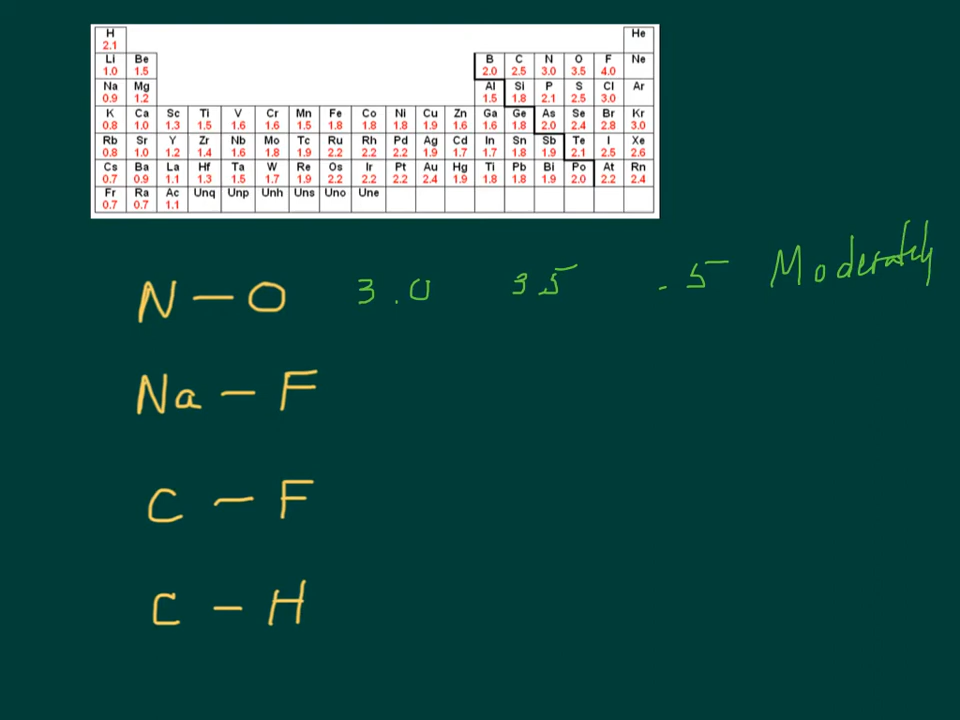 H He
2.1
Li Be B C N O F Ne
1.0 1.5 2.0 2.5 3.0 3.5 4.0
Na Mg Al Si P S Cl Ar
0.9 1.2 1.5 1.8 2.1 2.5 3.0
K Ca Sc Ti V Cr Mn Fe Co Ni Cu Zn Ga Ge As Se Br Kr
0.8 1.0 1.3 1.5 1.6 1.6 1.5 1.8 1.8 1.8 1.9 1.6 1.6 1.8 2.0 2.4 2.8 3.0
Rb Sr Y Zr Nb Mo Tc Ru Rh Pd Ag Cd In Sn Sb Te I Xe
0.8 1.0 1.2 1.4 1.6 1.8 1.9 2.2 2.2 2.2 1.9 1.7 1.7 1.8 1.9 2.1 2.5 2.6
Cs Ba La Hf Ta W Re Os Ir Pt Au Hg Ti Pb Bi Po At Rn
0.7 0.9 1.1 1.3 1.5 1.7 1.9 2.2 2.2 2.2 2.4 1.9 1.8 1.8 1.9 2.0 2.2 2.4
Fr Ra Ac Unq Unp Unh Uns Uno Une
0.7 0.7 1.1
N – O 3.0 3.5 .5 Moderately
Na – F
C – F
C – H